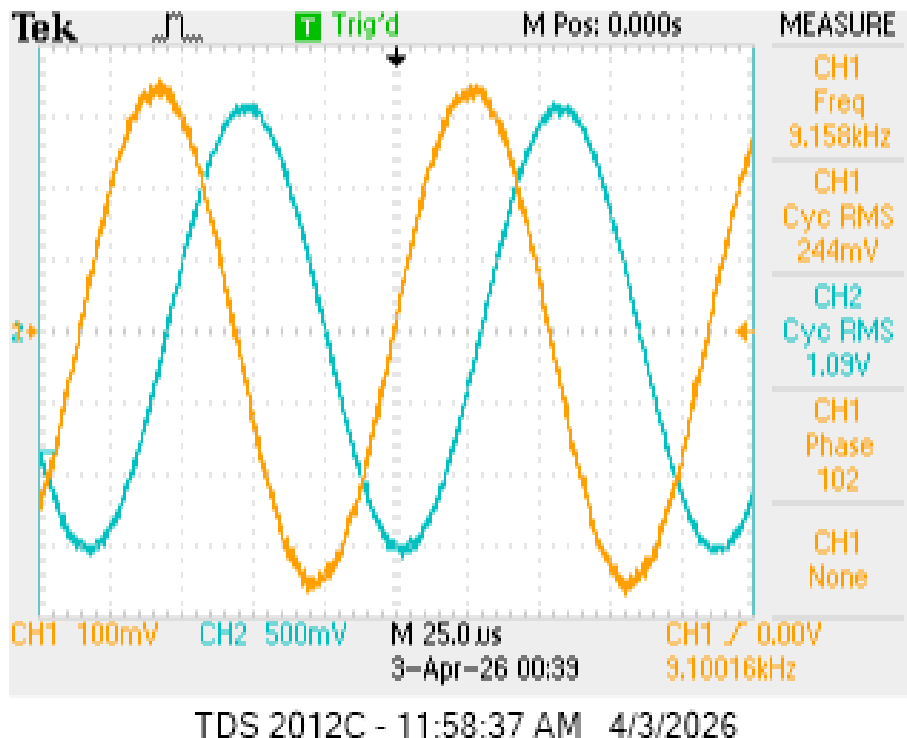 Tek T Trig'd M Pos: 0.000s MEASURE
CH1
Freq
9.158kHz
CH1
Cyc RMS
244mV
CH2
Cyc RMS
1.09V
CH1
Phase
102
CH1
None
2
CH1 100mV CH2 500mV M 25.0us CH1 0.00V
3-Apr-26 00:39 9.10016kHz
TDS 2012C - 11:58:37 AM 4/3/2026